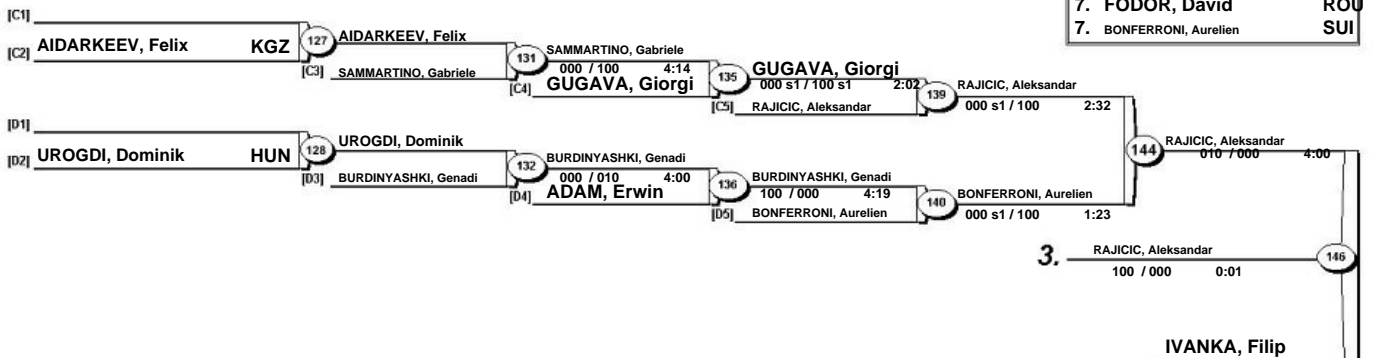 7. FODOR, David ROU
7. BONFERRONI, Aurelien SUI
[C1]
[C2] AIDARKEEV, Felix KGZ
127
AIDARKEEV, Felix
[C3] SAMMARTINO, Gabriele
131
SAMMARTINO, Gabriele
000 / 100 4:14
[C4] GUGAVA, Giorgi
135
GUGAVA, Giorgi
000 s1 / 100 s1 2:02
[C5] RAJICIC, Aleksandar
139
RAJICIC, Aleksandar
000 s1 / 100 2:32
[D1]
[D2] UROGDI, Dominik HUN
128
UROGDI, Dominik
[D3] BURDINYASHKI, Genadi
132
BURDINYASHKI, Genadi
000 / 010 4:00
[D4] ADAM, Erwin
136
BURDINYASHKI, Genadi
100 / 000 4:19
[D5] BONFERRONI, Aurelien
140
BONFERRONI, Aurelien
000 s1 / 100 1:23
144
RAJICIC, Aleksandar
010 / 000 4:00
3. RAJICIC, Aleksandar
100 / 000 0:01
146
IVANKA, Filip